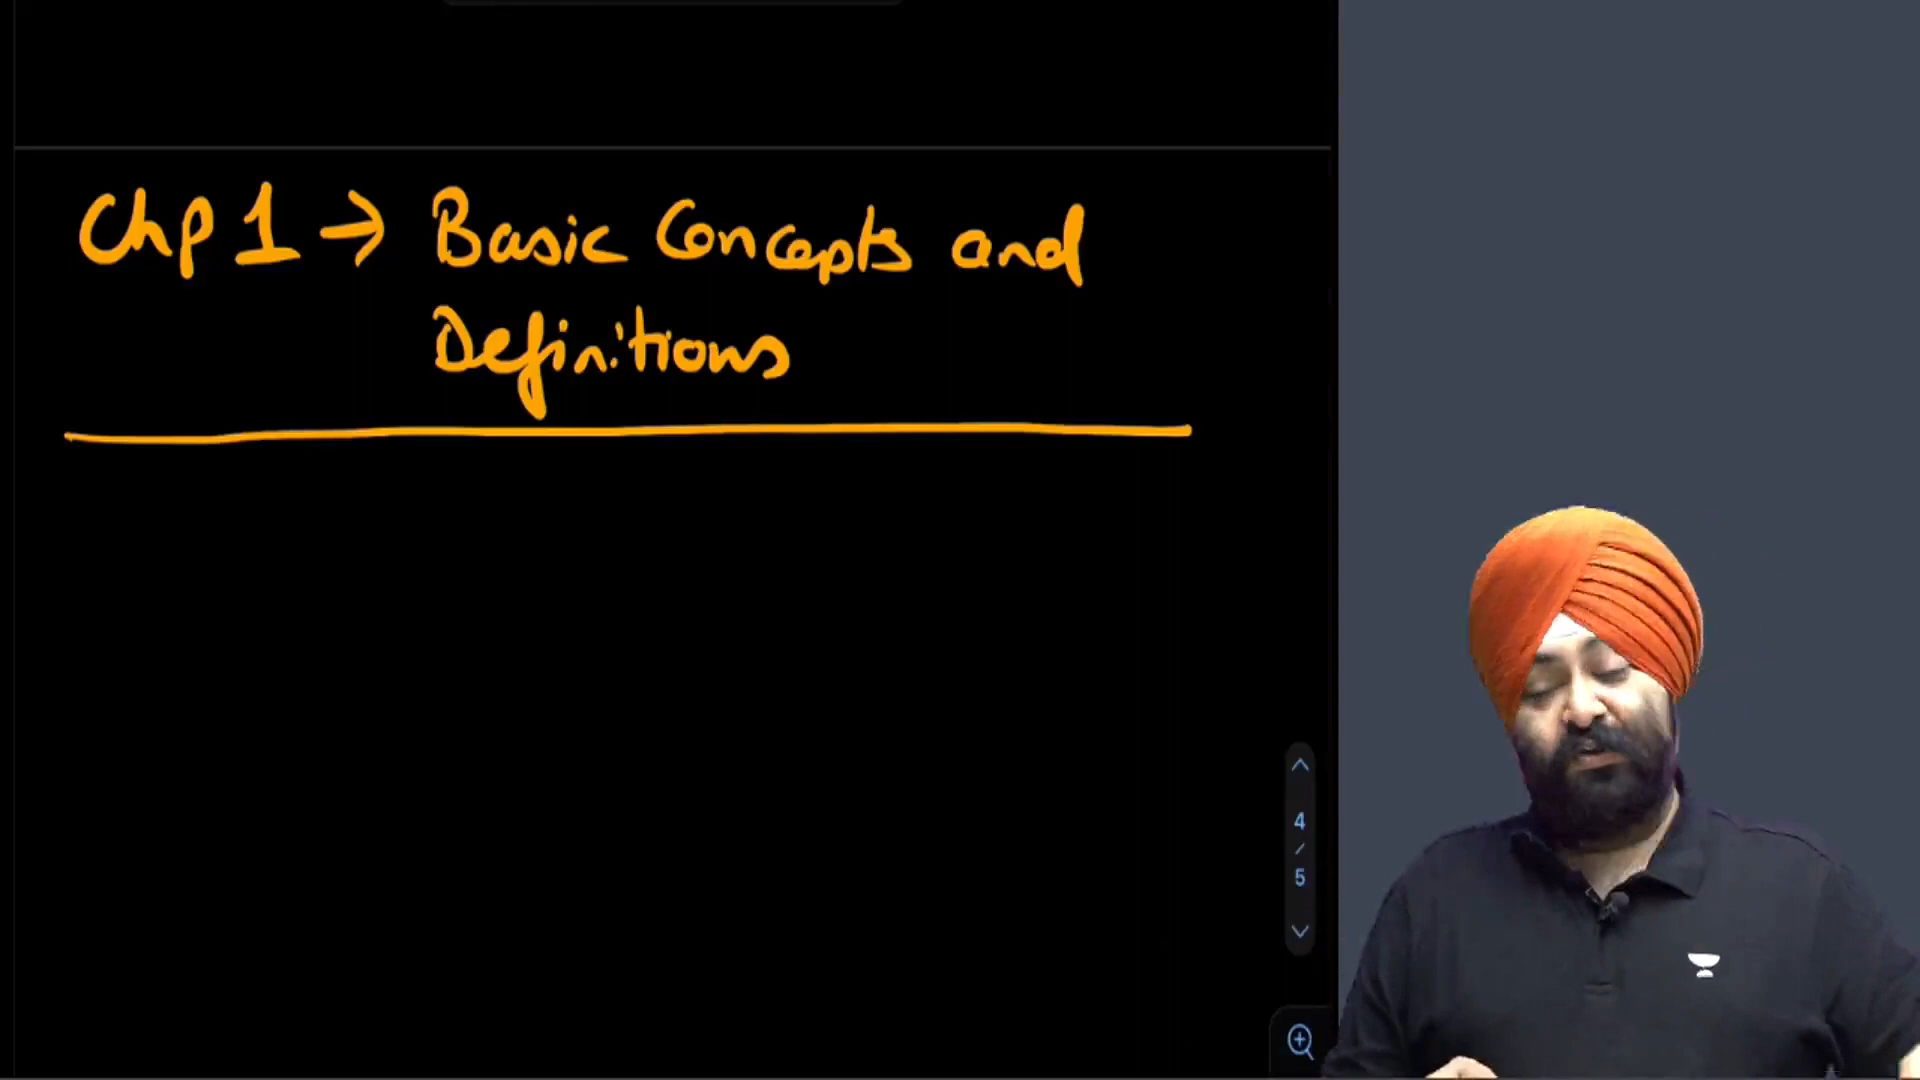 Chp 1 → Basic Concepts and
Definitions
4
/
5